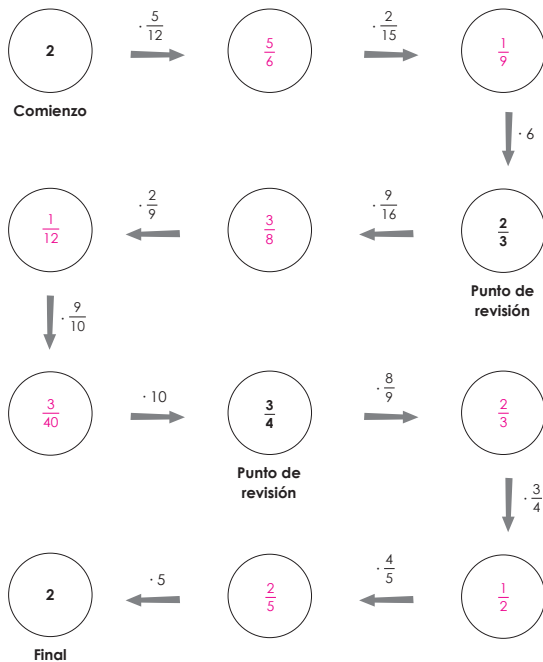 2 · 5/12 5/6 · 2/15 1/9
Comienzo
· 6
1/12 · 2/9 3/8 · 9/16 2/3
Punto de
revisión
· 9/10
3/40 · 10 3/4 · 8/9 2/3
Punto de
revisión
· 3/4
2 · 5 2/5 · 4/5 1/2
Final